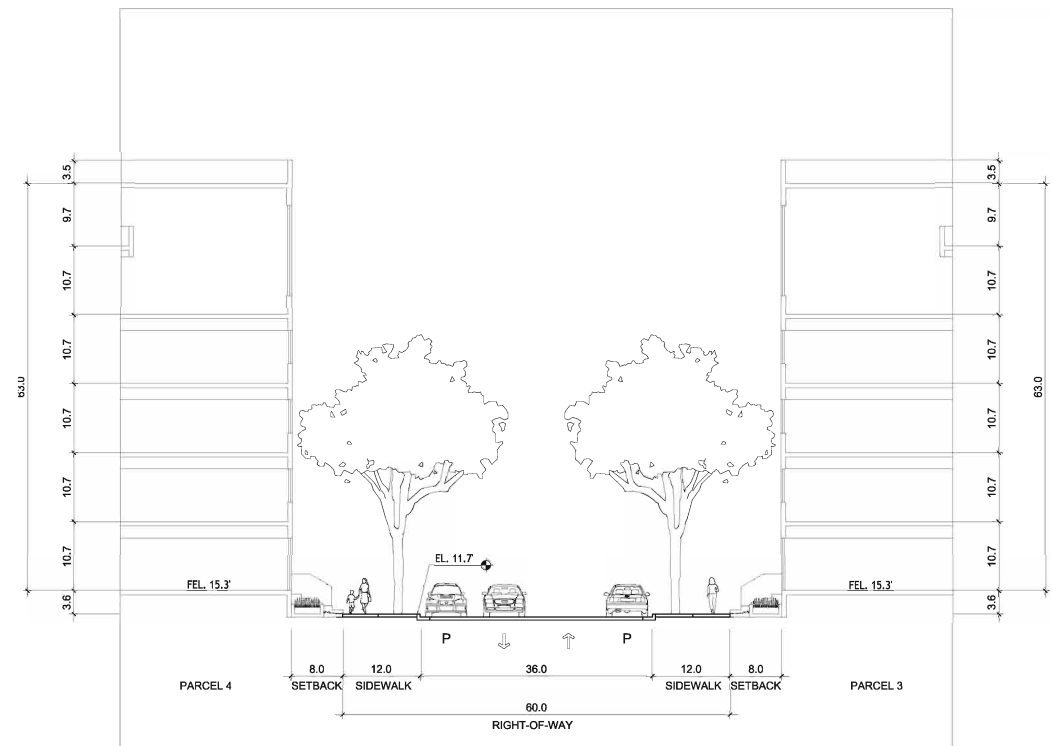 3.5
9.7
10.7
10.7
10.7
10.7
10.7
3.6
63.0
3.5
9.7
10.7
10.7
10.7
10.7
10.7
3.6
63.0
FEL. 15.3'
EL. 11.7'
FEL. 15.3'
P
P
8.0
12.0
36.0
12.0
8.0
PARCEL 4
SETBACK
SIDEWALK
SIDEWALK
SETBACK
PARCEL 3
60.0
RIGHT-OF-WAY